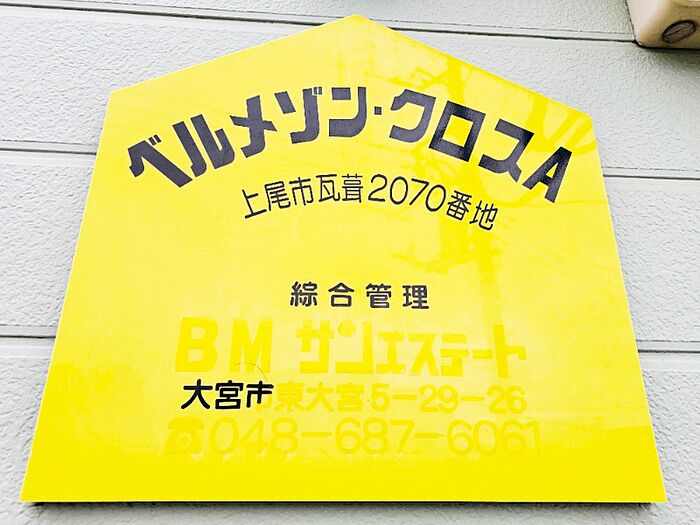 ベルメゾン・クロスA
上尾市瓦葺2070番地
綜合管理
BM サンエステート
大宮市東大宮5-29-26
☎048-687-6061